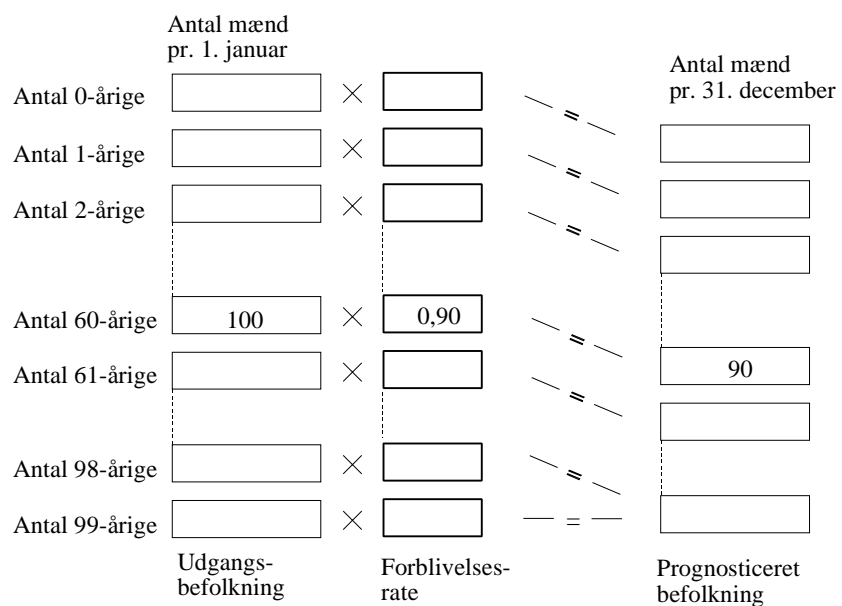 Antal mænd
pr. 1. januar
Antal mænd
pr. 31. december
Antal 0-årige
×
=
Antal 1-årige
×
=
Antal 2-årige
×
=
Antal 60-årige
100
×
0,90
=
90
Antal 61-årige
×
=
Antal 98-årige
×
=
Antal 99-årige
×
=
Udgangs-
befolkning
Forblivelses-
rate
Prognosticeret
befolkning